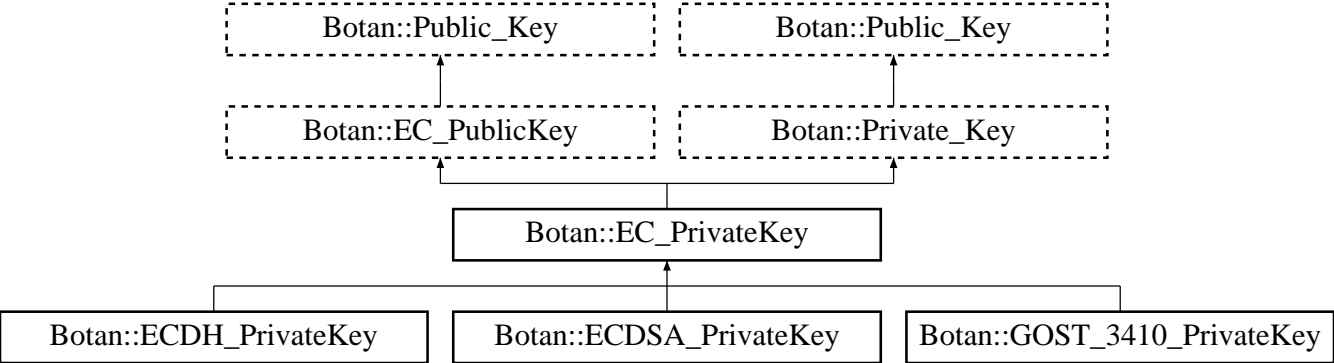 Botan::Public_Key
Botan::Public_Key
Botan::EC_PublicKey
Botan::Private_Key
Botan::EC_PrivateKey
Botan::ECDH_PrivateKey
Botan::ECDSA_PrivateKey
Botan::GOST_3410_PrivateKey